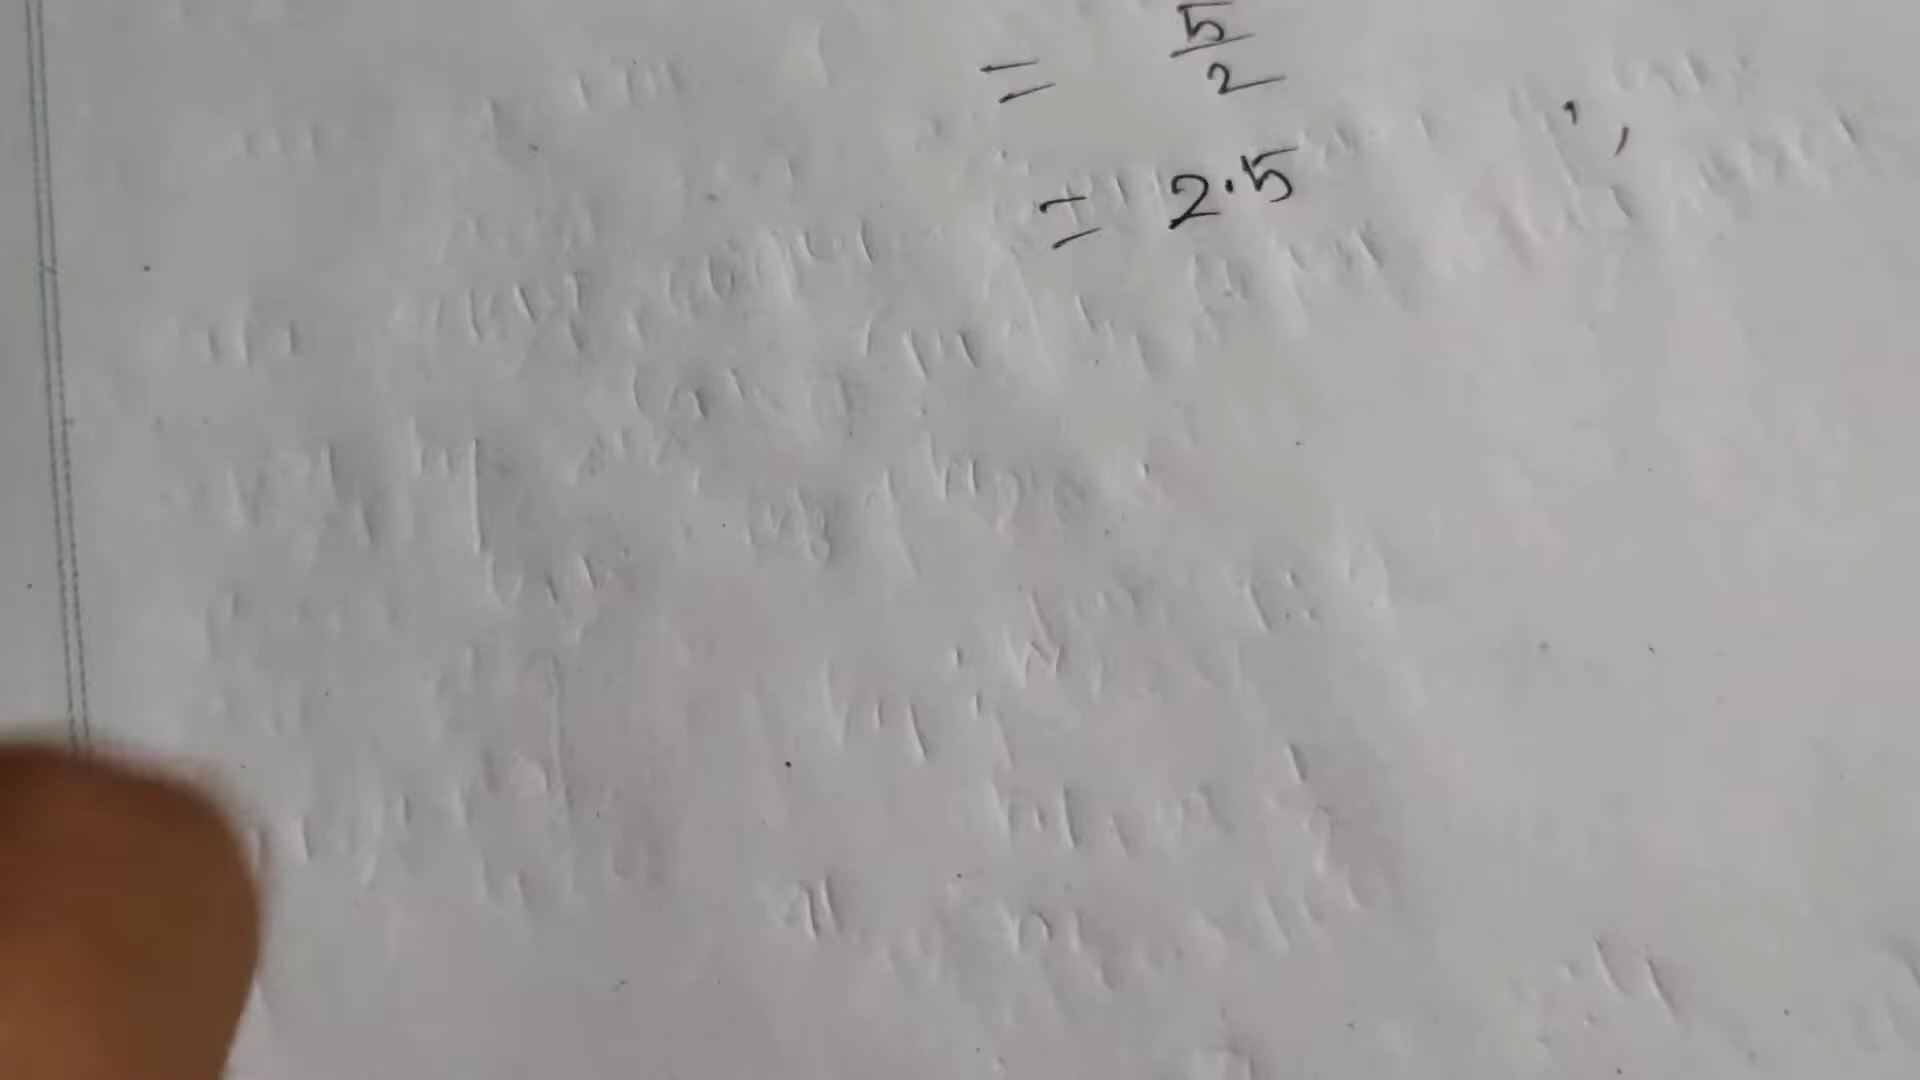 = 5/2
= 2.5